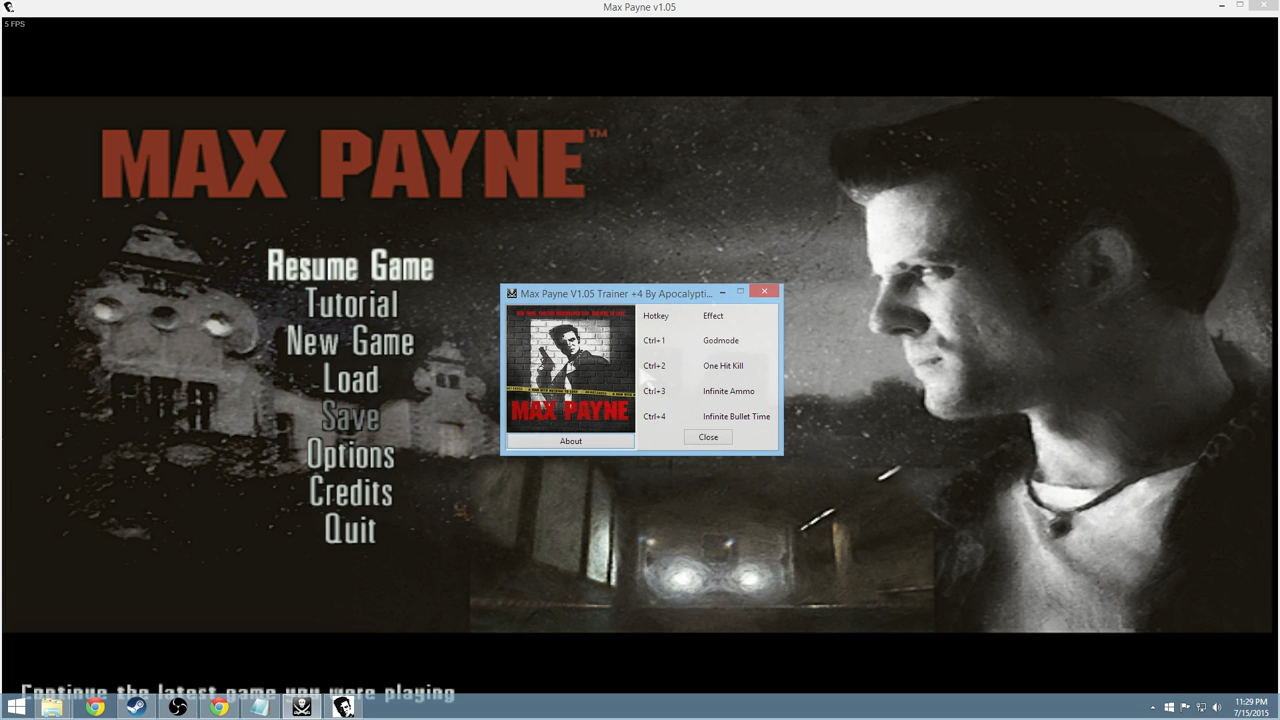 Max Payne v1.05
5 FPS
MAX PAYNE™
Resume Game
Tutorial
New Game
Load
Save
Options
Credits
Quit
Max Payne V1.05 Trainer +4 By Apocalypti...
Hotkey Effect
Ctrl+1 Godmode
Ctrl+2 One Hit Kill
Ctrl+3 Infinite Ammo
Ctrl+4 Infinite Bullet Time
MAX PAYNE
About
Close
Continue the latest game you were playing
11:29 PM
7/15/2015